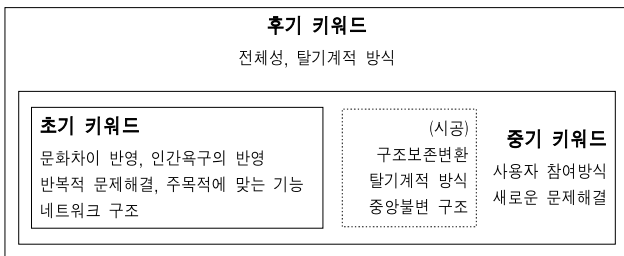 후기 키워드
전체성, 탈기계적 방식
초기 키워드
문화차이 반영, 인간욕구의 반영
반복적 문제해결, 주목적에 맞는 기능
네트워크 구조
(시공)
구조보존변환
탈기계적 방식
중앙불변 구조
중기 키워드
사용자 참여방식
새로운 문제해결